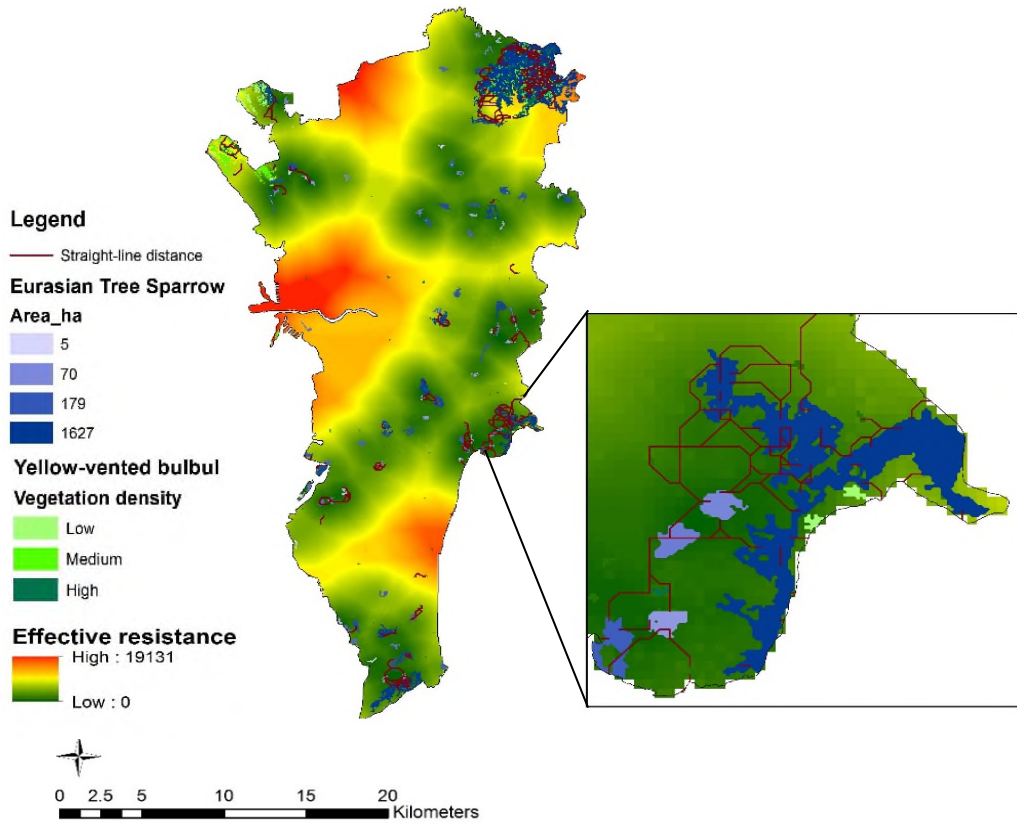 Legend
Straight-line distance
Eurasian Tree Sparrow
Area_ha
5
70
179
1627
Yellow-vented bulbul
Vegetation density
Low
Medium
High
Effective resistance
High : 19131
Low : 0
0 2.5 5 10 15 20
Kilometers